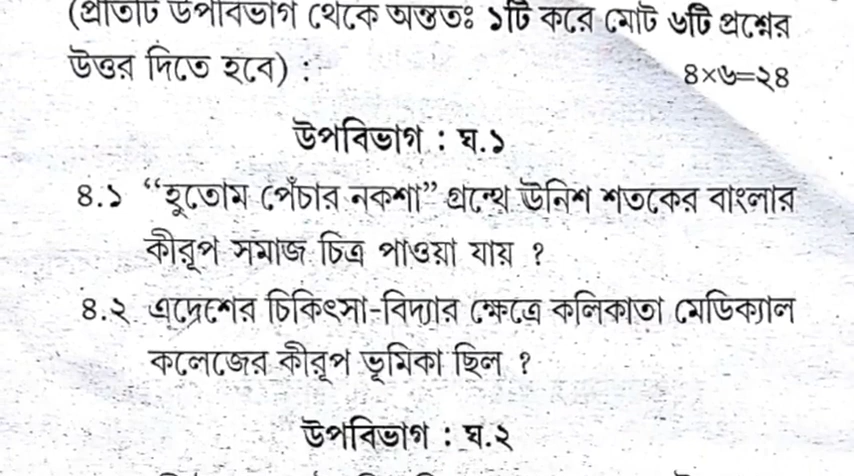 (প্রতিটি উপবিভাগ থেকে অন্ততঃ ১টি করে মোট ৬টি প্রশ্নের
উত্তর দিতে হবে) : ৪×৬=২৪
উপবিভাগ : ঘ.১
৪.১ “হুতোম পেঁচার নকশা” গ্রন্থে ঊনিশ শতকের বাংলার
কীরূপ সমাজ চিত্র পাওয়া যায় ?
৪.২ এদেশের চিকিৎসা-বিদ্যার ক্ষেত্রে কলিকাতা মেডিক্যাল
কলেজের কীরূপ ভূমিকা ছিল ?
উপবিভাগ : ঘ.২